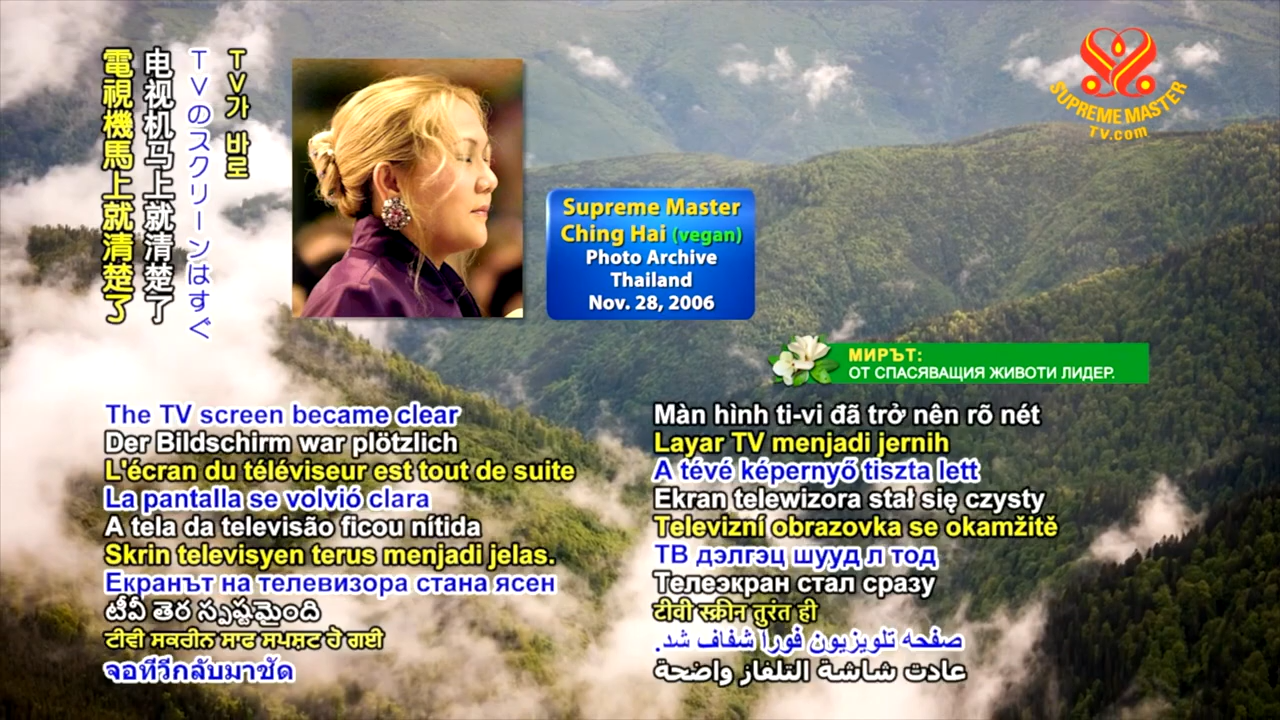 電視機馬上就清楚了
电视机马上就清楚了
TVのスクリーンはすぐ
TV가 바로
SUPREME MASTER
TV.com
Supreme Master
Ching Hai (vegan)
Photo Archive
Thailand
Nov. 28, 2006
МИРЪТ:
ОТ СПАСЯВАЩИЯ ЖИВОТИ ЛИДЕР.
The TV screen became clear
Der Bildschirm war plötzlich
L'écran du téléviseur est tout de suite
La pantalla se volvió clara
A tela da televisão ficou nítida
Skrin televisyen terus menjadi jelas.
Екранът на телевизора стана ясен
టీవీ తెర స్పష్టమైంది
ਟੀਵੀ ਸਕਰੀਨ ਸਾਫ ਸਪਸ਼ਟ ਹੋ ਗਈ
จอทีวีกลับมาชัด
Màn hình ti-vi đã trở nên rõ nét
Layar TV menjadi jernih
A tévé képernyő tiszta lett
Ekran telewizora stał się czysty
Televizní obrazovka se okamžitě
ТВ дэлгэц шууд л тод
Телеэкран стал сразу
टीवी स्क्रीन तुरंत ही
صفحه تلویزیون فورا شفاف شد.
عادت شاشة التلفاز واضحة